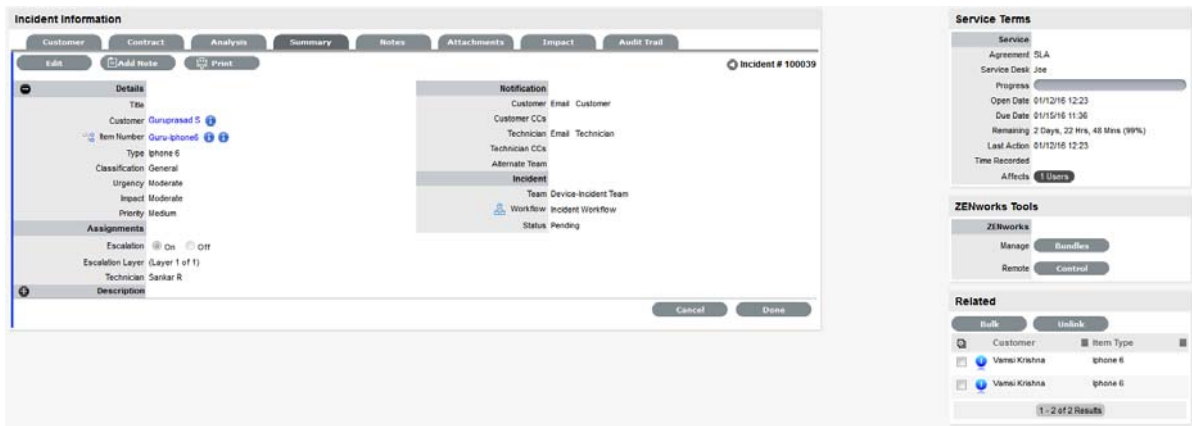 Incident Information
Customer Contract Analysis Summary Notes Attachments Impact Audit Trail
Edit Add Note Print Incident # 100039
Details
Title
Customer Guruprasad S
Item Number Guru-Iphone6
Type Iphone 6
Classification General
Urgency Moderate
Impact Moderate
Priority Medium
Assignments
Escalation On Off
Escalation Layer (Layer 1 of 1)
Technician Sankar R
Description
Notification
Customer Email Customer
Customer CCs
Technician Email Technician
Technician CCs
Alternate Team
Incident
Team Device-Incident Team
Workflow Incident Workflow
Status Pending
Cancel Done
Service Terms
Service
Agreement SLA
Service Desk Joe
Progress
Open Date 01/12/16 12:23
Due Date 01/15/16 11:36
Remaining 2 Days, 22 Hrs, 48 Mins (99%)
Last Action 01/12/16 12:23
Time Recorded
Affects 1 Users
ZENworks Tools
ZENworks
Manage Bundles
Remote Control
Related
Bulk Unlink
Customer Item Type
Vamsi Krishna Iphone 6
Vamsi Krishna Iphone 6
1 - 2 of 2 Results